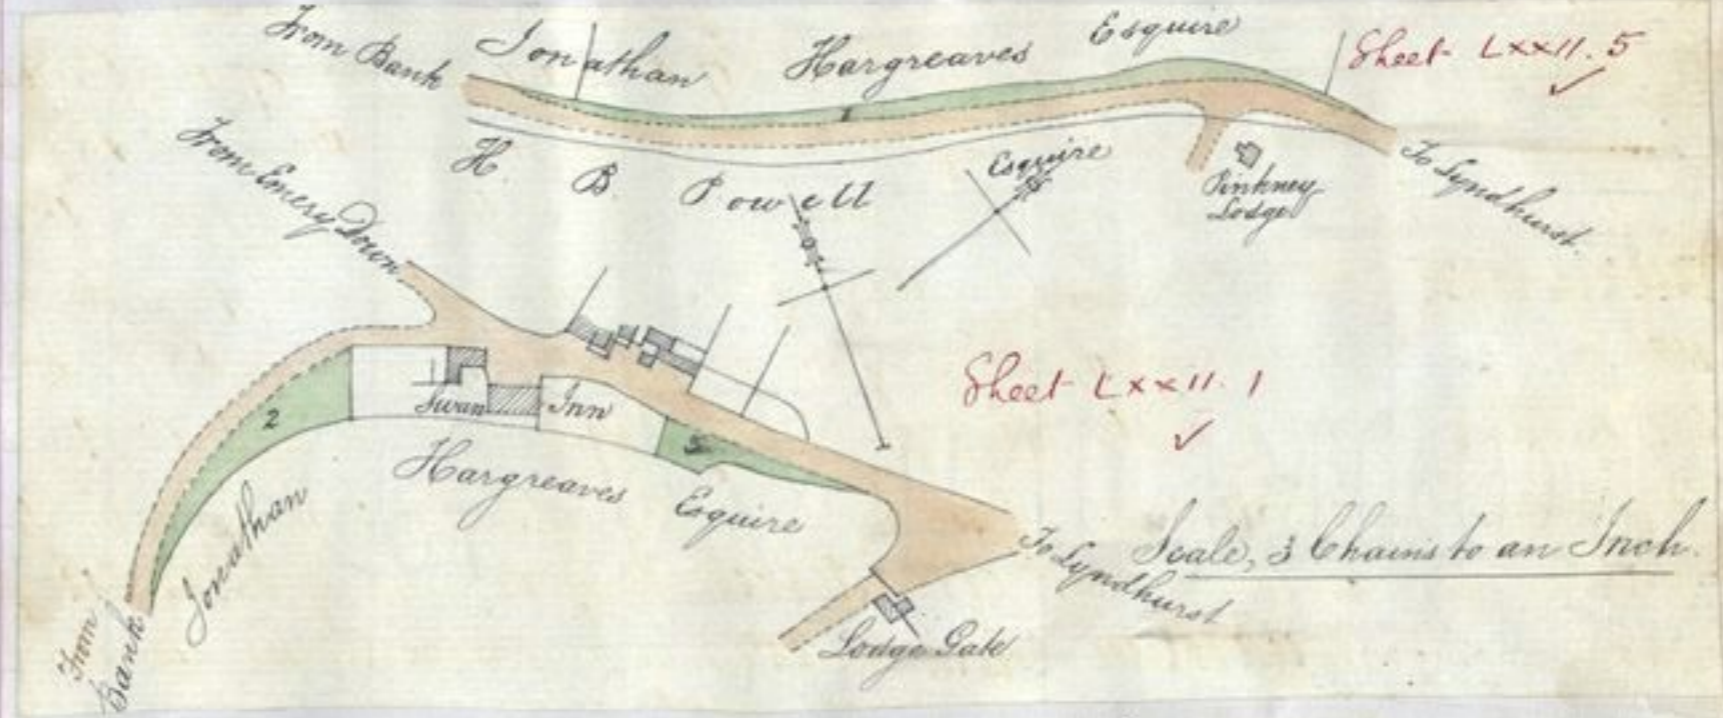 From Bank
Jonathan Hargreaves Esquire
Sheet LXXII. 5
1
H. B. Powell Esquire
Pinkney
Lodge
To Lyndhurst.
From Emery Down
Sheet LXXII. 1
2
Swan Inn
3
Jonathan Hargreaves Esquire
From
Bank
To Lyndhurst
Lodge Gate
Scale, 3 Chains to an Inch.